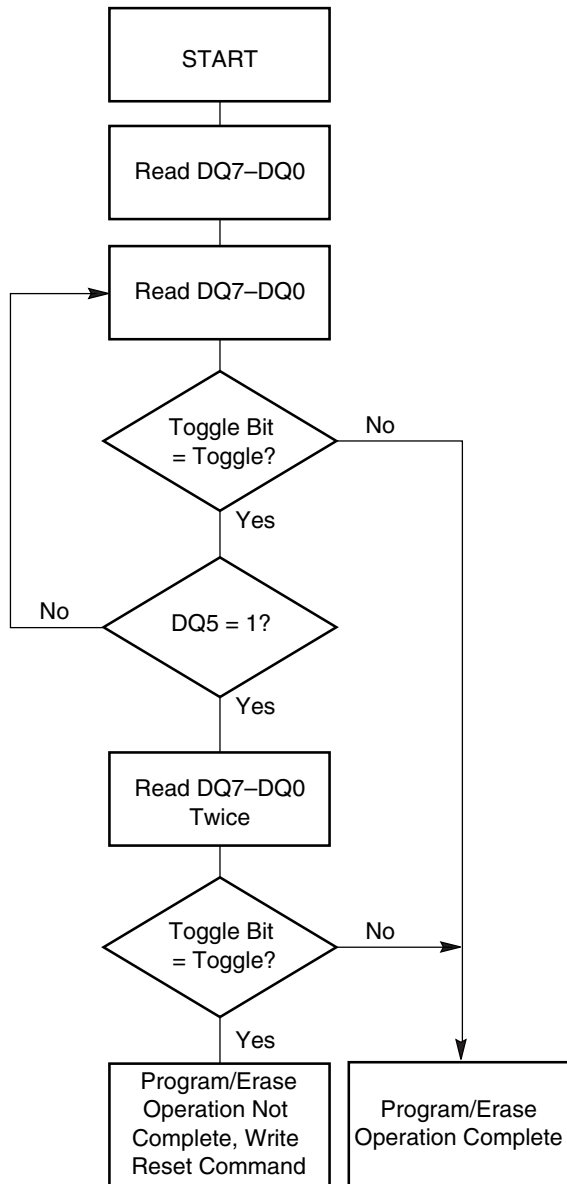 START
Read DQ7–DQ0
Read DQ7–DQ0
Toggle Bit
= Toggle?
No
Yes
No
DQ5 = 1?
Yes
Read DQ7–DQ0
Twice
Toggle Bit
= Toggle?
No
Yes
Program/Erase
Operation Not
Complete, Write
Reset Command
Program/Erase
Operation Complete